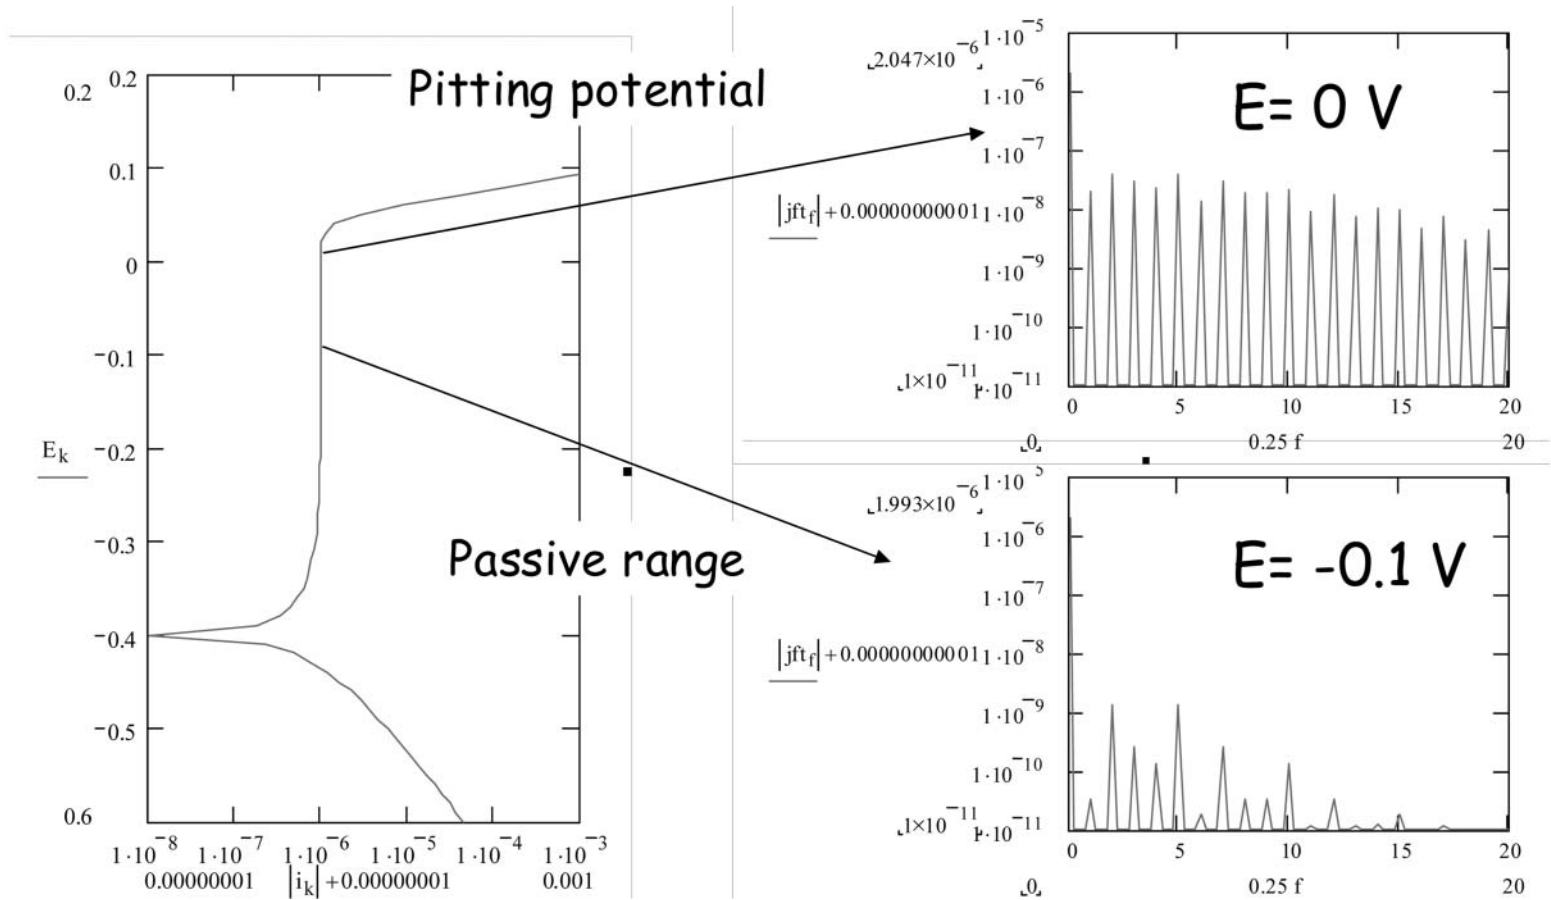 Pitting potential
Passive range
0.2
0.2
0.1
0
−0.1
E_k
−0.2
−0.3
−0.4
−0.5
0.6
1·10⁻⁸ 1·10⁻⁷ 1·10⁻⁶ 1·10⁻⁵ 1·10⁻⁴ 1·10⁻³
0.00000001 |i_k|+0.00000001 0.001
E= 0 V
2.047×10⁻⁶
1·10⁻⁵
1·10⁻⁶
1·10⁻⁷
|jft_f|+0.00000000001
1·10⁻⁸
1·10⁻⁹
1·10⁻¹⁰
1×10⁻¹¹
1·10⁻¹¹
0 5 10 15 20
0 0.25 f 20
E= -0.1 V
1.993×10⁻⁶
1·10⁵
1·10⁻⁶
1·10⁻⁷
|jft_f|+0.00000000001
1·10⁻⁸
1·10⁻⁹
1·10⁻¹⁰
1×10⁻¹¹
1·10⁻¹¹
0 5 10 15 20
0 0.25 f 20